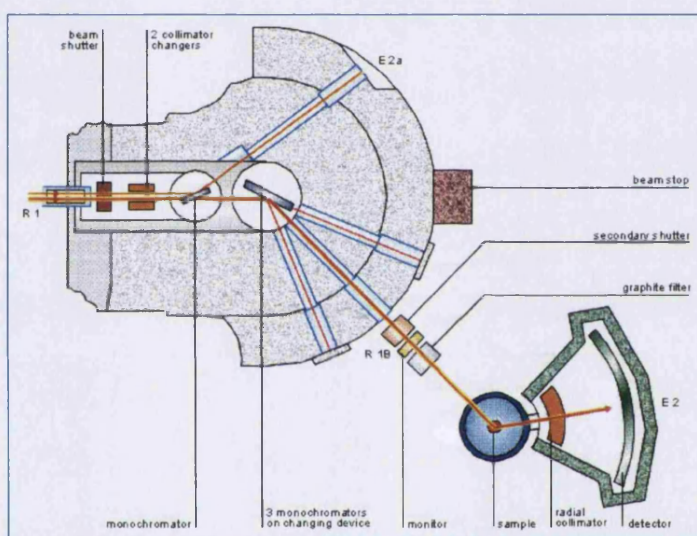 beam
shutter
2 collimator
changers
E 2a
R 1
beam stop
secondary shutter
graphite filter
R 1B
E 2
monochromator
3 monochromators
on changing device
monitor
sample
radial
collimator
detector